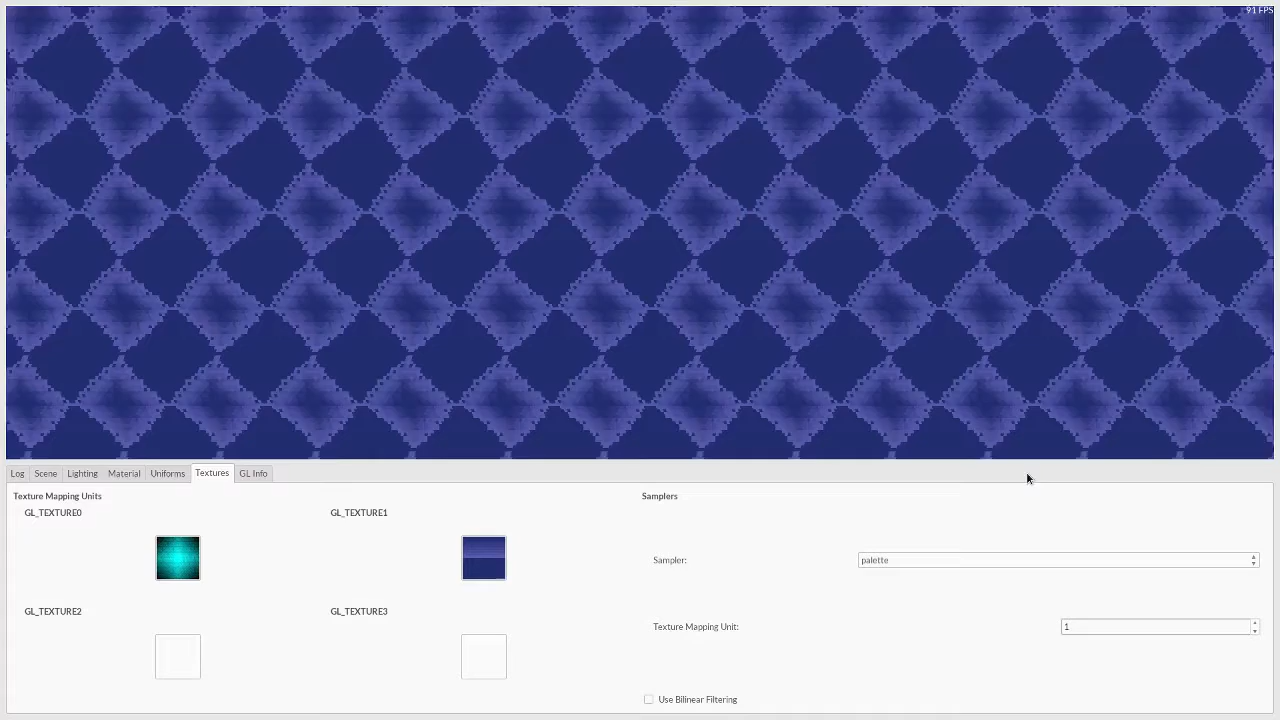 91 FPS
Log Scene Lighting Material Uniforms Textures GL Info
Texture Mapping Units
Samplers
GL_TEXTURE0 GL_TEXTURE1
Sampler: palette
GL_TEXTURE2 GL_TEXTURE3
Texture Mapping Unit: 1
Use Bilinear Filtering